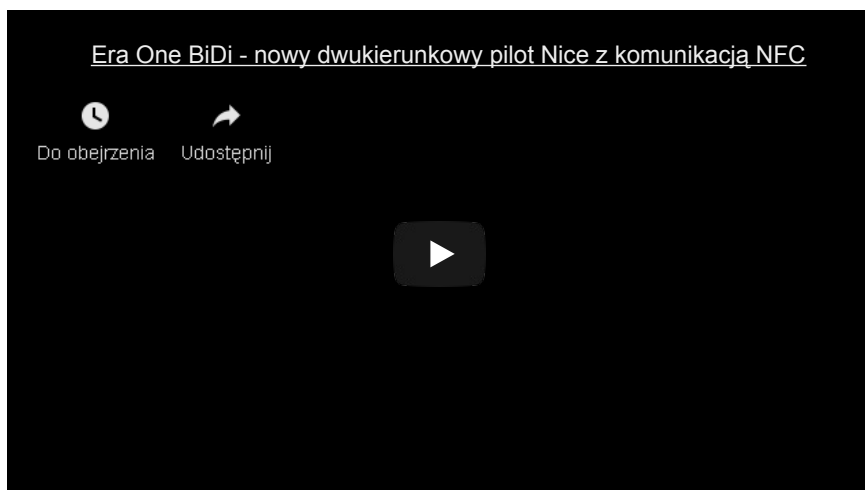 Era One BiDi - nowy dwukierunkowy pilot Nice z komunikacją NFC
Do obejrzenia Udostępnij